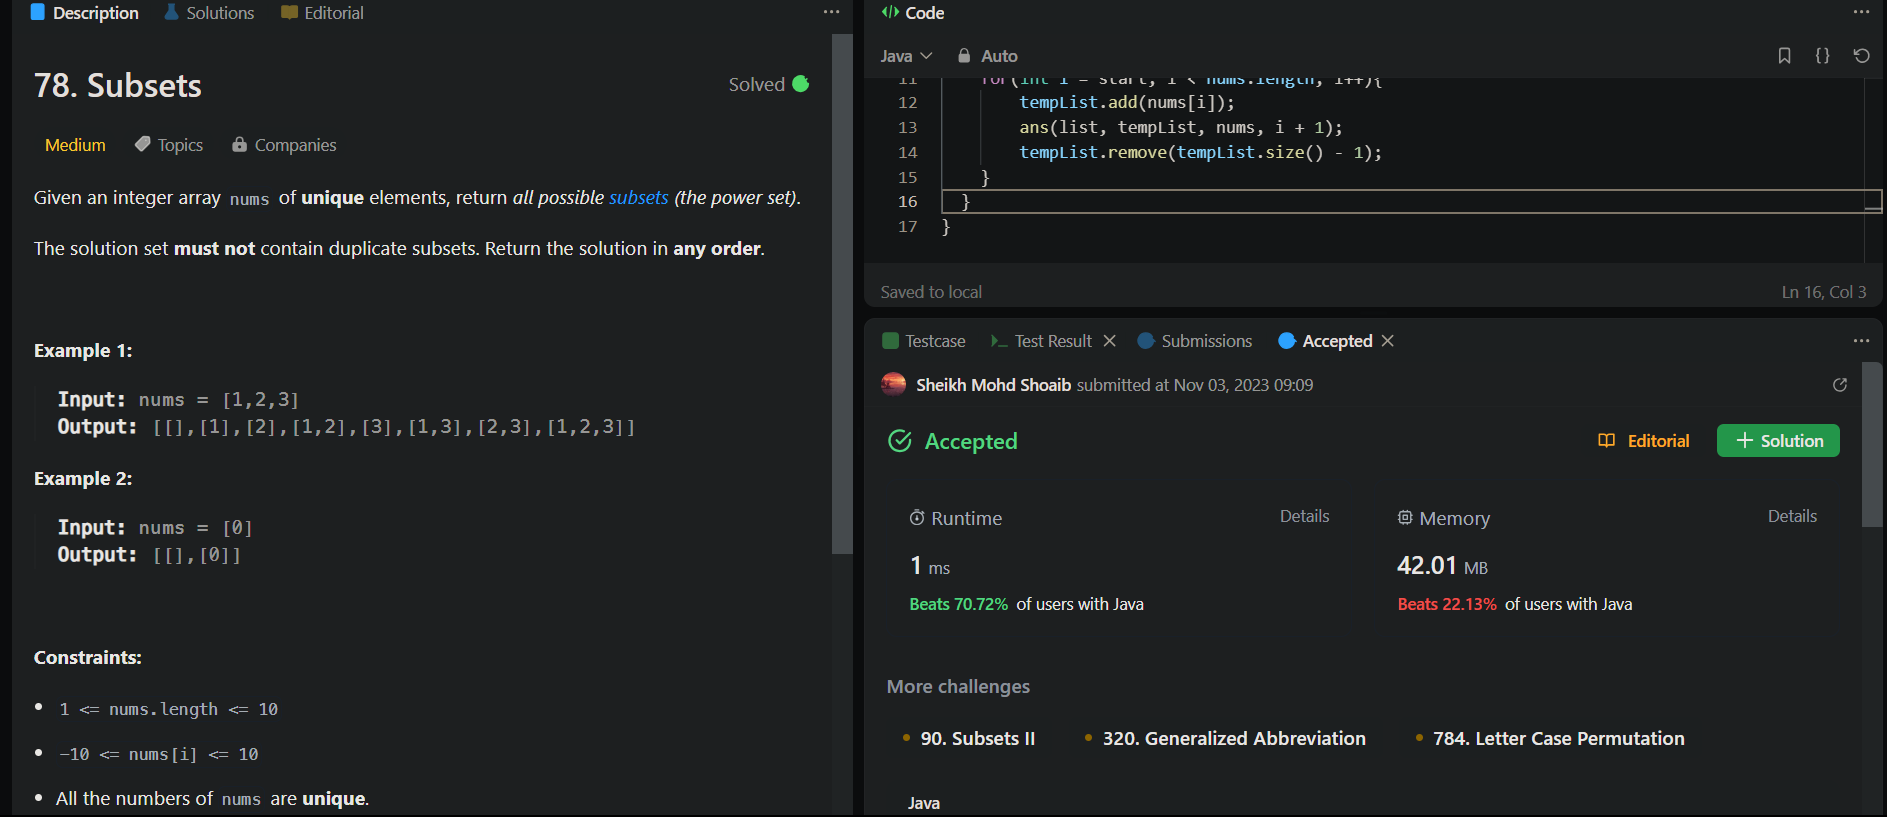 Description Solutions Editorial
78. Subsets
Solved
Medium Topics Companies
Given an integer array nums of unique elements, return all possible subsets (the power set).
The solution set must not contain duplicate subsets. Return the solution in any order.
Example 1:
Input: nums = [1,2,3]
Output: [[],[1],[2],[1,2],[3],[1,3],[2,3],[1,2,3]]
Example 2:
Input: nums = [0]
Output: [[],[0]]
Constraints:
• 1 <= nums.length <= 10
• -10 <= nums[i] <= 10
• All the numbers of nums are unique.
</> Code
Java Auto
{}
11 for(int i = start; i < nums.length; i++){
12 tempList.add(nums[i]);
13 ans(list, tempList, nums, i + 1);
14 tempList.remove(tempList.size() - 1);
15 }
16 }
17 }
Saved to local Ln 16, Col 3
Testcase >_ Test Result Submissions Accepted
Sheikh Mohd Shoaib submitted at Nov 03, 2023 09:09
Accepted
Editorial + Solution
Runtime Details
1 ms
Beats 70.72% of users with Java
Memory Details
42.01 MB
Beats 22.13% of users with Java
More challenges
• 90. Subsets II • 320. Generalized Abbreviation • 784. Letter Case Permutation
Java